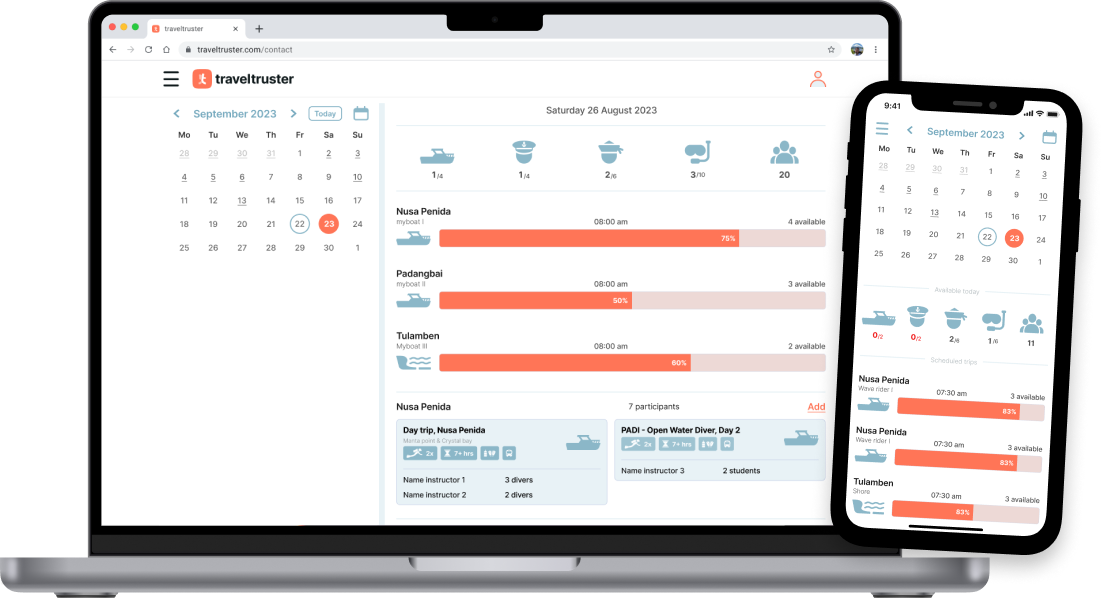 traveltruster
traveltruster.com/contact
traveltruster
September 2023
Today
Mo Tu We Th Fr Sa Su
28 29 30 31 1 2 3
4 5 6 7 8 9 10
11 12 13 14 15 16 17
18 19 20 21 22 23 24
25 26 27 28 29 30 1
Saturday 26 August 2023
1/4 1/4 2/6 3/10 20
Nusa Penida
myboat I 08:00 am 4 available
75%
Padangbai
myboat II 08:00 am 3 available
50%
Tulamben
Myboat III 08:00 am 2 available
60%
Nusa Penida 7 participants Add
Day trip, Nusa Penida
Manta point & Crystal bay
2x 7+ hrs
Name instructor 1 3 divers
Name instructor 2 2 divers
PADI - Open Water Diver, Day 2
2x 7+ hrs
Name instructor 3 2 students
9:41
September 2023
Mo Tu We Th Fr Sa Su
28 29 30 31 1 2 3
4 5 6 7 8 9 10
11 12 13 14 15 16 17
18 19 20 21 22 23 24
25 26 27 28 29 30 1
Available today
0/2 0/2 2/6 1/6 11
Scheduled trips
Nusa Penida
Wave rider I 07:30 am 3 available
83%
Nusa Penida
Wave rider I 07:30 am 3 available
83%
Tulamben
Shore 07:30 am 3 available
83%